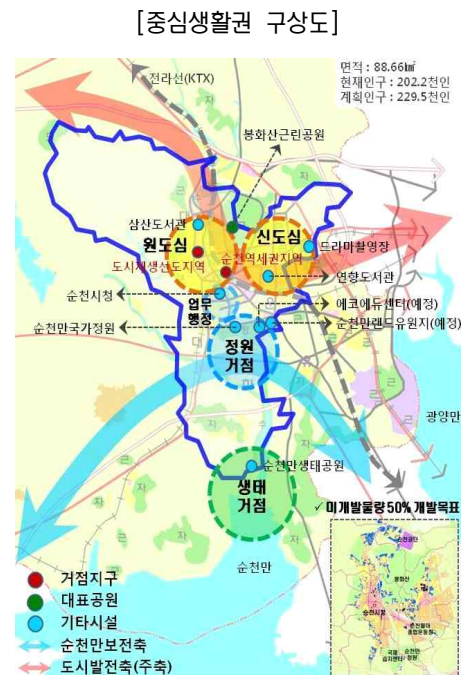 [중심생활권 구상도]
면적 : 88.66㎢
현재인구 : 202.2천인
계획인구 : 229.5천인
전라선(KTX)
봉화산근린공원
삼산도서관
원도심
신도심
드라마촬영장
도시재생선도지역
순천역세권지역
연향도서관
순천시청
업무
행정
에코에듀센터(예정)
순천만국가정원
순천만랜드유원지(예정)
정원
거점
광양만
순천만생태공원
생태
거점
✓미개발물량 50% 개발목표
순천만
봉화산
순천시청
거점지구
대표공원
기타시설
순천만보전축
도시발전축(주축)